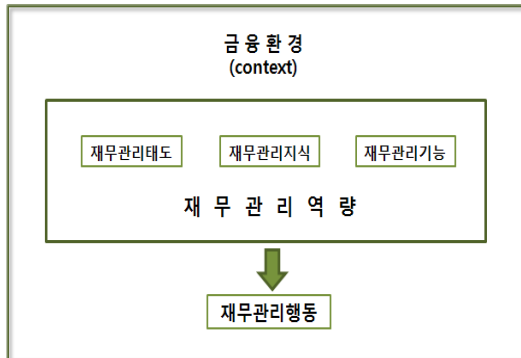 금융환경
(context)
재무관리태도 재무관리지식 재무관리기능
재 무 관 리 역 량
재무관리행동